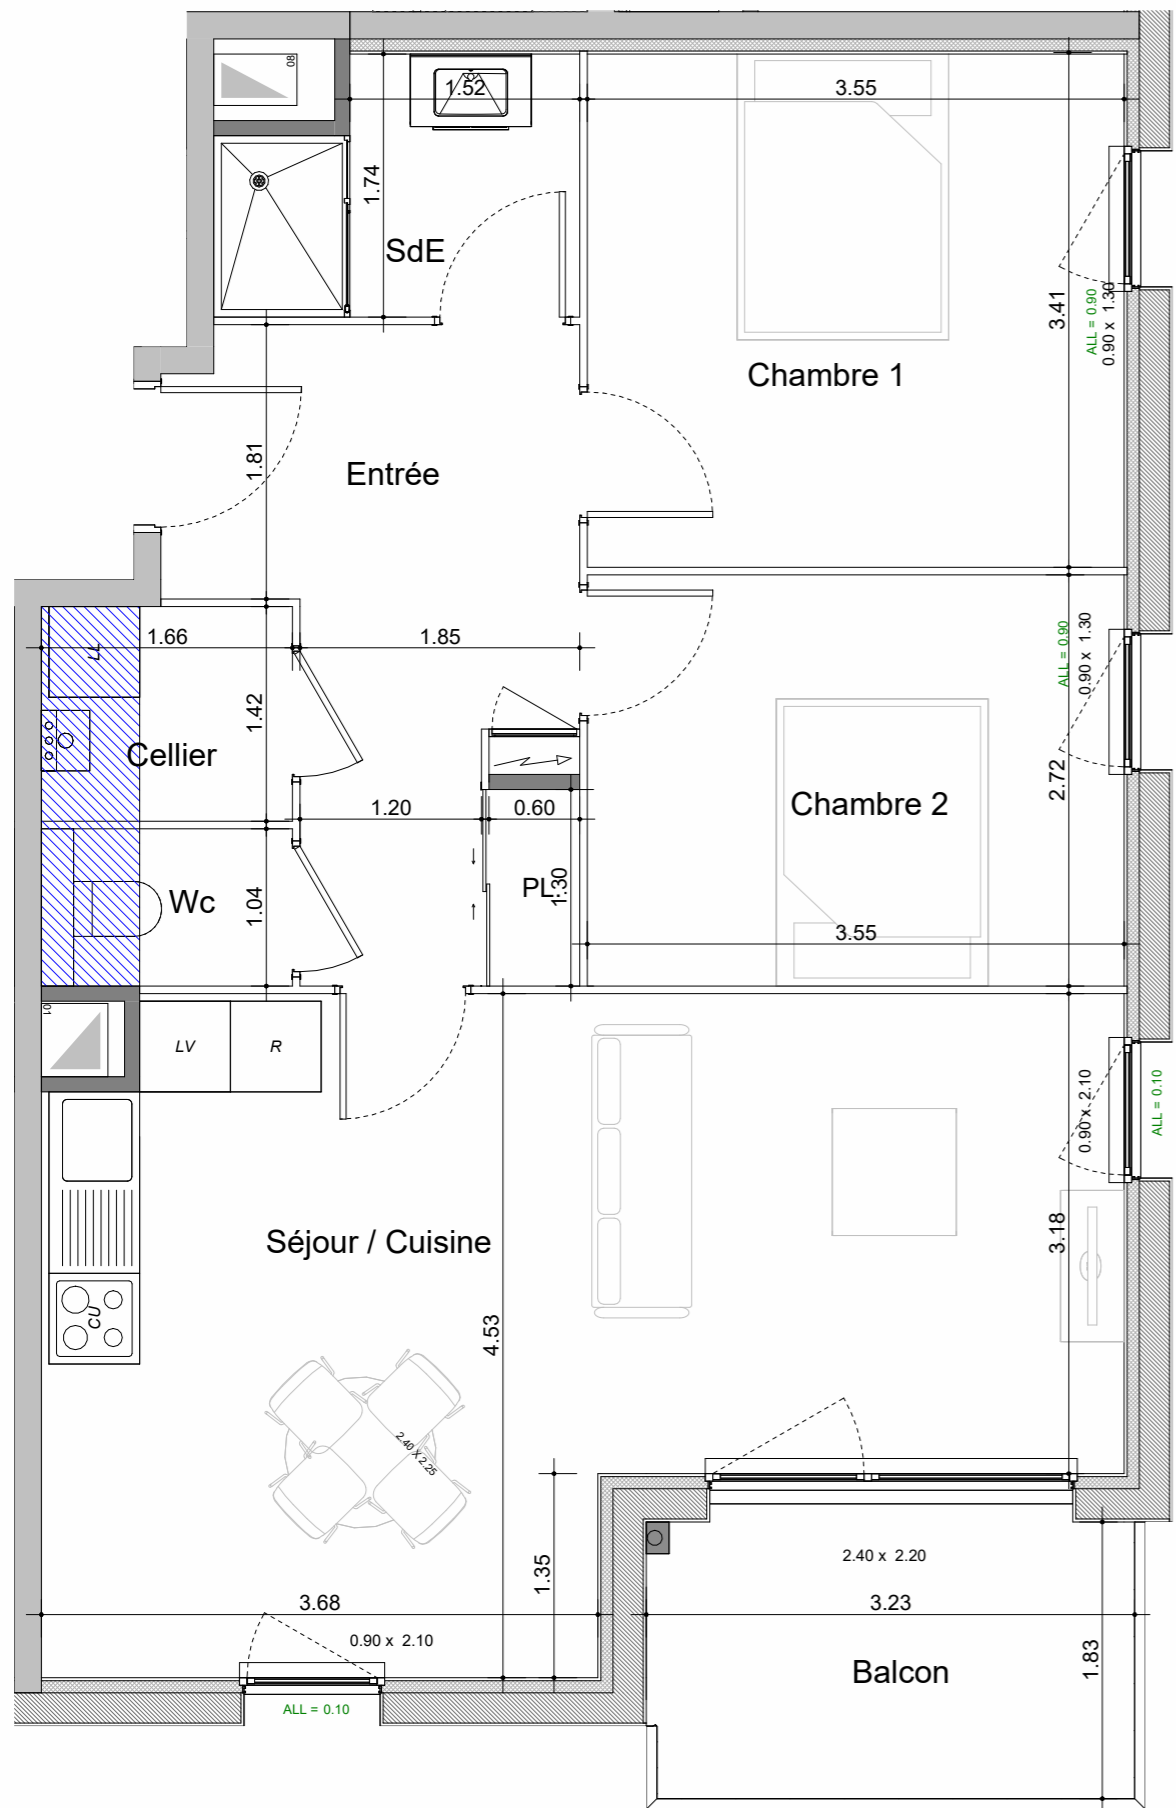 08
1.52
3.55
1.74
SdE
3.41
ALL = 0.90
0.90 x 1.30
Chambre 1
1.81
Entrée
1.66
1.85
LL
1.42
Cellier
ALL = 0.90
0.90 x 1.30
2.72
Chambre 2
1.20
0.60
PL
1.30
Wc
1.04
3.55
01
LV
R
0.90 x 2.10
ALL = 0.10
3.18
Séjour / Cuisine
CU
4.53
2.40 X 2.25
1.35
2.40 x 2.20
3.68
3.23
0.90 x 2.10
1.83
Balcon
ALL = 0.10